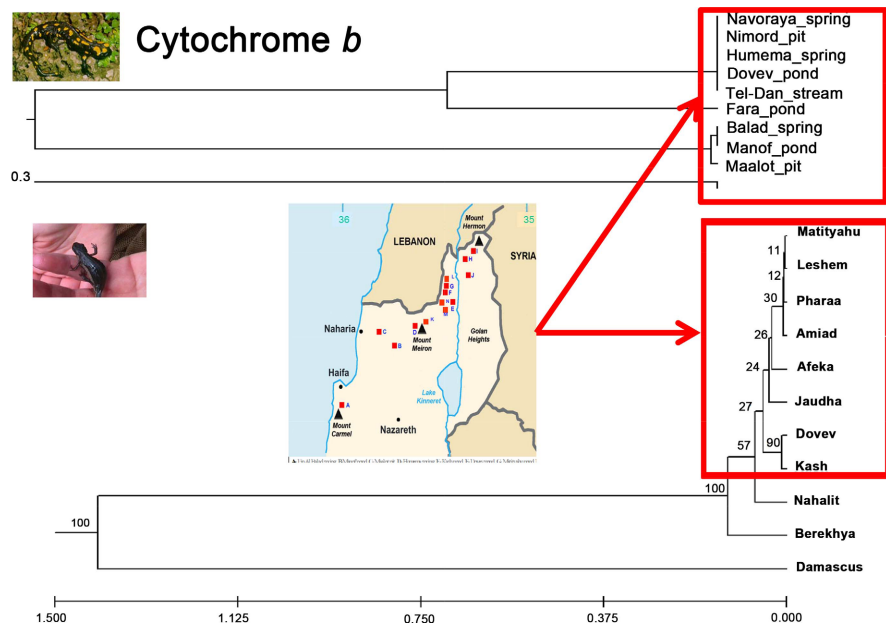 Cytochrome b
Navoraya_spring
Nimord_pit
Humema_spring
Dovev_pond
Tel-Dan_stream
Fara_pond
Balad_spring
Manof_pond
Maalot_pit
0.3
36
35
Mount
Hermon
LEBANON
SYRIA
I
H
J
L
G
F
N
E
M
K
D
C
B
A
Naharia
Mount
Meiron
Golan
Heights
Haifa
Lake
Kinneret
Mount
Carmel
Nazareth
Matityahu
11
Leshem
12
Pharaa
30
Amiad
26
Afeka
24
Jaudha
27
Dovev
90
57
Kash
100
Nahalit
100
Berekhya
Damascus
1.500
1.125
0.750
0.375
0.000